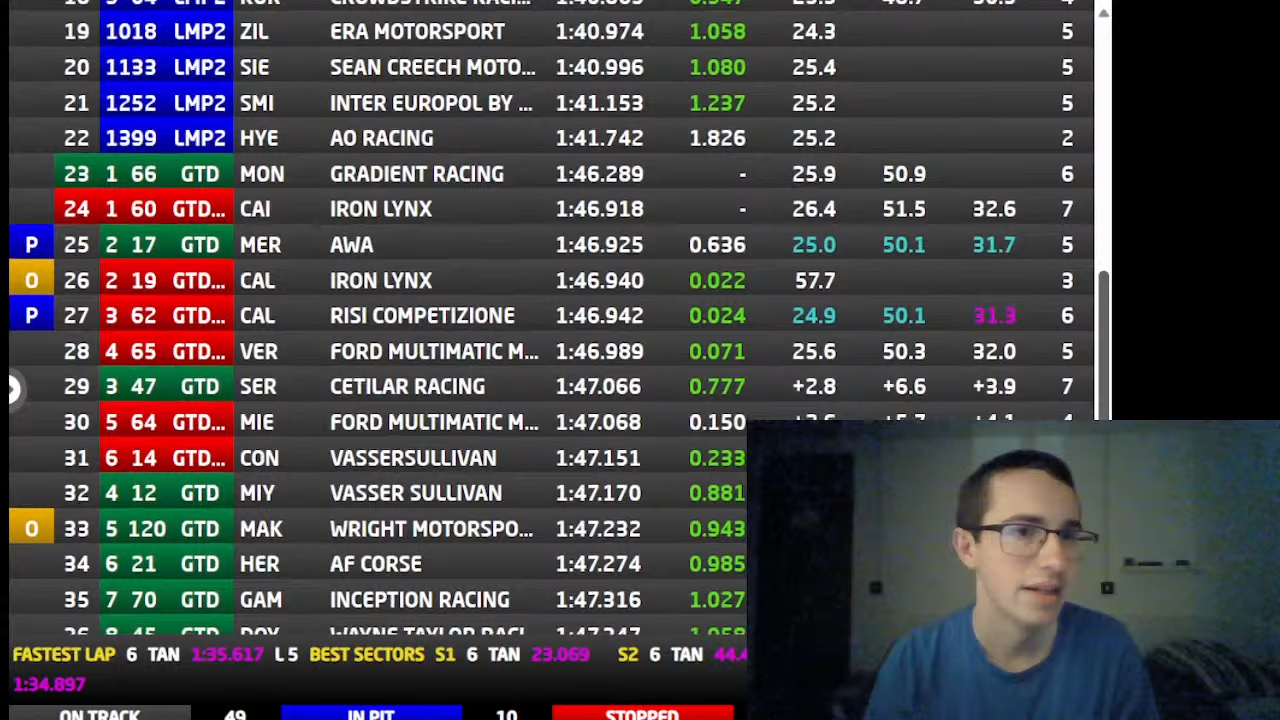 19 1018 LMP2 ZIL ERA MOTORSPORT 1:40.974 1.058 24.3 5
20 1133 LMP2 SIE SEAN CREECH MOTO... 1:40.996 1.080 25.4 5
21 1252 LMP2 SMI INTER EUROPOL BY ... 1:41.153 1.237 25.2 5
22 1399 LMP2 HYE AO RACING 1:41.742 1.826 25.2 2
23 1 66 GTD MON GRADIENT RACING 1:46.289 - 25.9 50.9 6
24 1 60 GTD... CAI IRON LYNX 1:46.918 - 26.4 51.5 32.6 7
P 25 2 17 GTD MER AWA 1:46.925 0.636 25.0 50.1 31.7 5
O 26 2 19 GTD... CAL IRON LYNX 1:46.940 0.022 57.7 3
P 27 3 62 GTD... CAL RISI COMPETIZIONE 1:46.942 0.024 24.9 50.1 31.3 6
28 4 65 GTD... VER FORD MULTIMATIC M... 1:46.989 0.071 25.6 50.3 32.0 5
29 3 47 GTD SER CETILAR RACING 1:47.066 0.777 +2.8 +6.6 +3.9 7
30 5 64 GTD... MIE FORD MULTIMATIC M... 1:47.068 0.150
31 6 14 GTD... CON VASSERSULLIVAN 1:47.151 0.233
32 4 12 GTD MIY VASSER SULLIVAN 1:47.170 0.881
O 33 5 120 GTD MAK WRIGHT MOTORSPO... 1:47.232 0.943
34 6 21 GTD HER AF CORSE 1:47.274 0.985
35 7 70 GTD GAM INCEPTION RACING 1:47.316 1.027
FASTEST LAP 6 TAN 1:35.617 L 5 BEST SECTORS S1 6 TAN 23.069 S2 6 TAN 44.4
1:34.897
ON TRACK 49 IN PIT 10 STOPPED